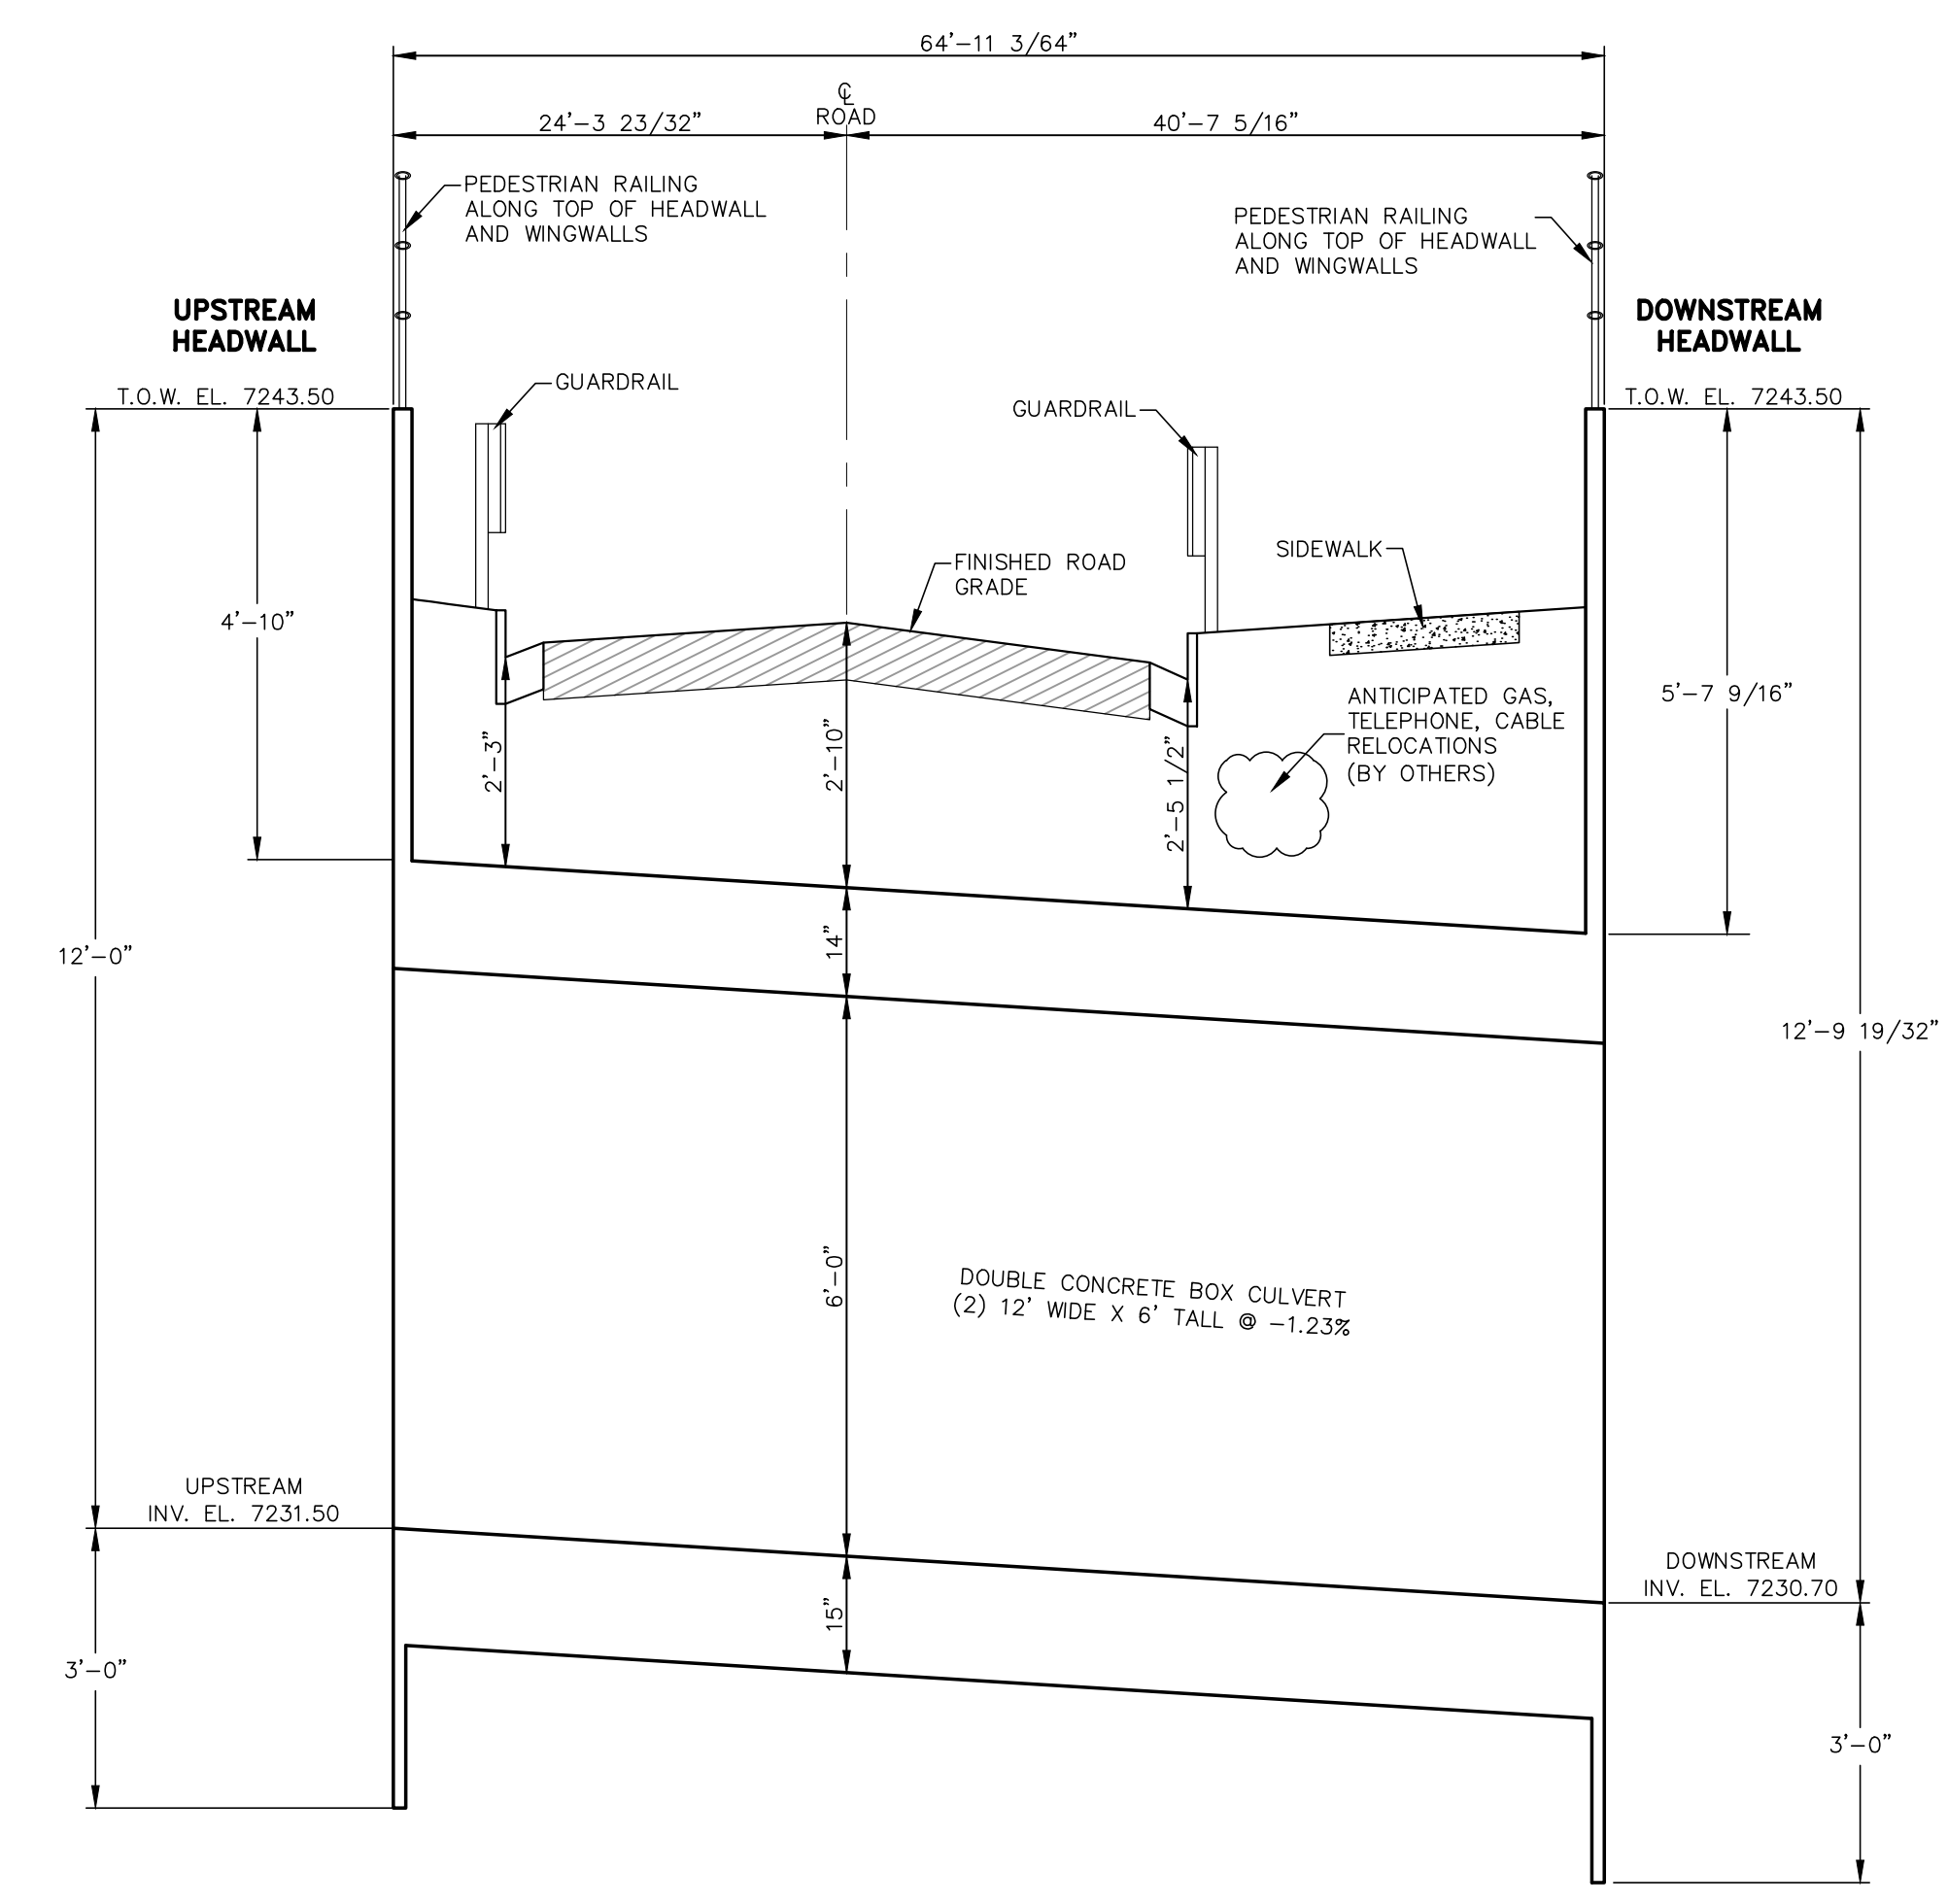 64'-11 3/64"
℄
ROAD
24'-3 23/32"
40'-7 5/16"
PEDESTRIAN RAILING
ALONG TOP OF HEADWALL
AND WINGWALLS
PEDESTRIAN RAILING
ALONG TOP OF HEADWALL
AND WINGWALLS
UPSTREAM
HEADWALL
DOWNSTREAM
HEADWALL
T.O.W. EL. 7243.50
T.O.W. EL. 7243.50
GUARDRAIL
GUARDRAIL
FINISHED ROAD
GRADE
SIDEWALK
4'-10"
5'-7 9/16"
ANTICIPATED GAS,
TELEPHONE, CABLE
RELOCATIONS
(BY OTHERS)
2'-3"
2'-10"
2'-5 1/2"
12'-0"
14"
12'-9 19/32"
6'-0"
DOUBLE CONCRETE BOX CULVERT
(2) 12' WIDE X 6' TALL @ -1.23%
UPSTREAM
INV. EL. 7231.50
DOWNSTREAM
INV. EL. 7230.70
15"
3'-0"
3'-0"